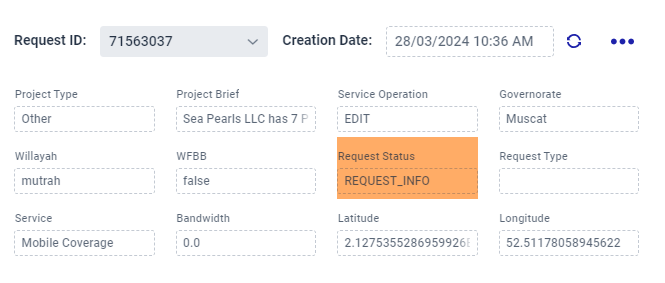 Request ID: 71563037 Creation Date: 28/03/2024 10:36 AM
Project Type Project Brief Service Operation Governorate
Other Sea Pearls LLC has 7 P EDIT Muscat
Willayah WFBB Request Status Request Type
mutrah false REQUEST_INFO
Service Bandwidth Latitude Longitude
Mobile Coverage 0.0 2.1275355286959926 52.51178058945622